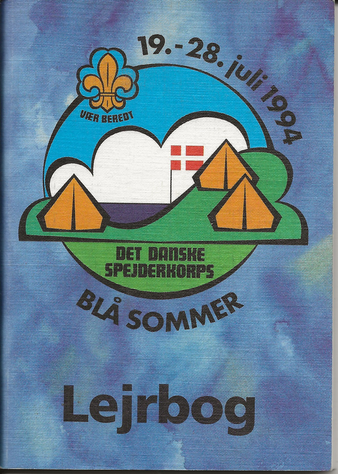 19.-28. juli 1994
VÆR BEREDT
DET DANSKE
SPEJDERKORPS
BLÅ SOMMER
Lejrbog